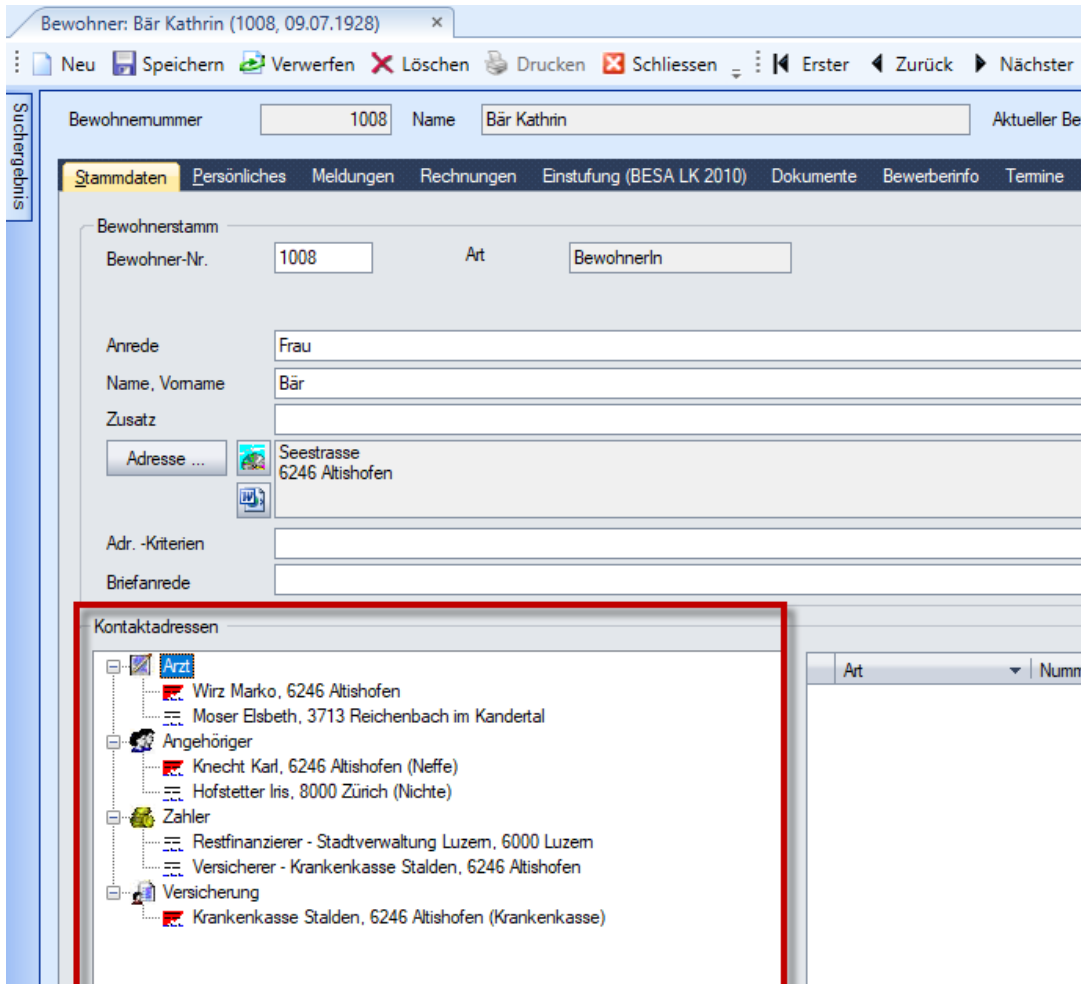 Bewohner: Bär Kathrin (1008, 09.07.1928) ×
Neu Speichern Verwerfen Löschen Drucken Schliessen Erster Zurück Nächster
Suchergebnis
Bewohnernummer 1008 Name Bär Kathrin Aktueller Be
Stammdaten Persönliches Meldungen Rechnungen Einstufung (BESA LK 2010) Dokumente Bewerberinfo Termine
Bewohnerstamm
Bewohner-Nr. 1008 Art BewohnerIn
Anrede Frau
Name, Vorname Bär
Zusatz
Adresse ... Seestrasse
6246 Altishofen
Adr. -Kriterien
Briefanrede
Kontaktadressen
Arzt Art Numm
Wirz Marko, 6246 Altishofen
Moser Elsbeth, 3713 Reichenbach im Kandertal
Angehöriger
Knecht Karl, 6246 Altishofen (Neffe)
Hofstetter Iris, 8000 Zürich (Nichte)
Zahler
Restfinanzierer - Stadtverwaltung Luzern, 6000 Luzern
Versicherer - Krankenkasse Stalden, 6246 Altishofen
Versicherung
Krankenkasse Stalden, 6246 Altishofen (Krankenkasse)